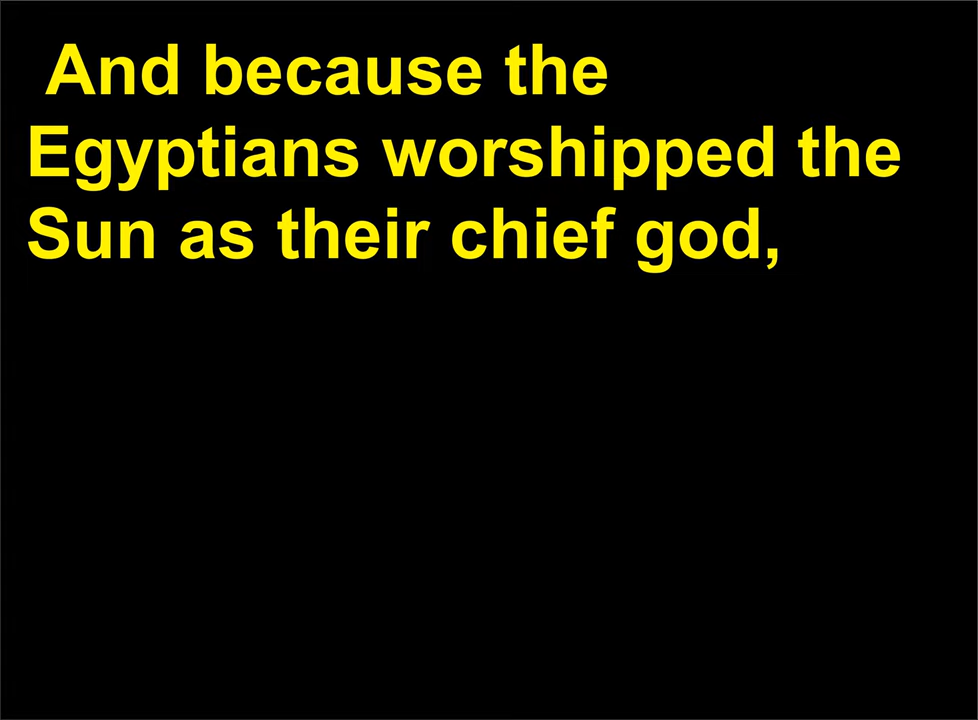 And because the
Egyptians worshipped the
Sun as their chief god,